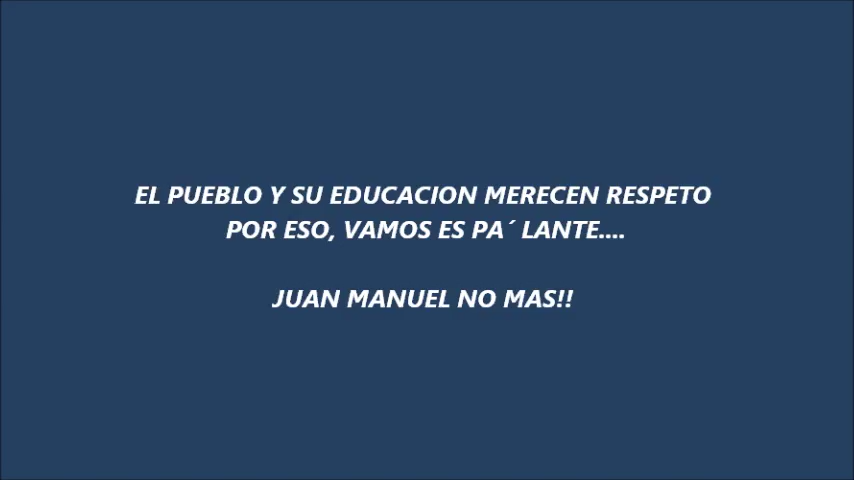 EL PUEBLO Y SU EDUCACION MERECEN RESPETO
POR ESO, VAMOS ES PA´ LANTE....
JUAN MANUEL NO MAS!!